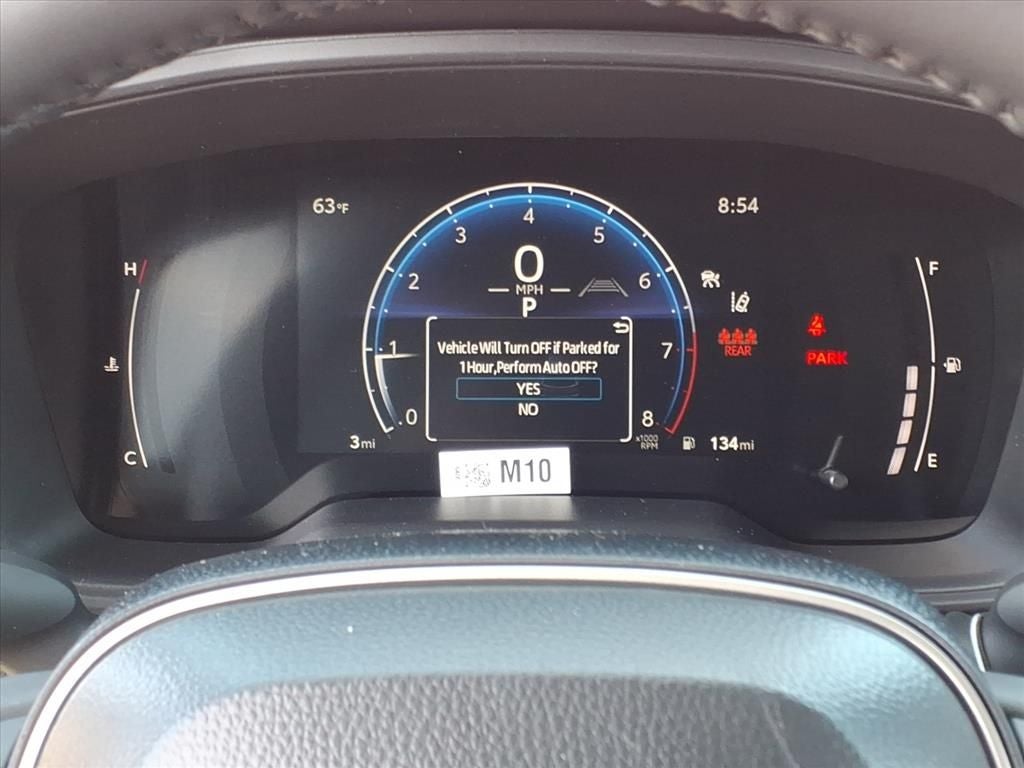 63°F
8:54
4
3
5
2
6
1
7
0
8
0
MPH
P
H
C
F
E
Vehicle Will Turn OFF if Parked for
1 Hour,Perform Auto OFF?
YES
NO
REAR
PARK
3mi
x1000
RPM
134mi
M10